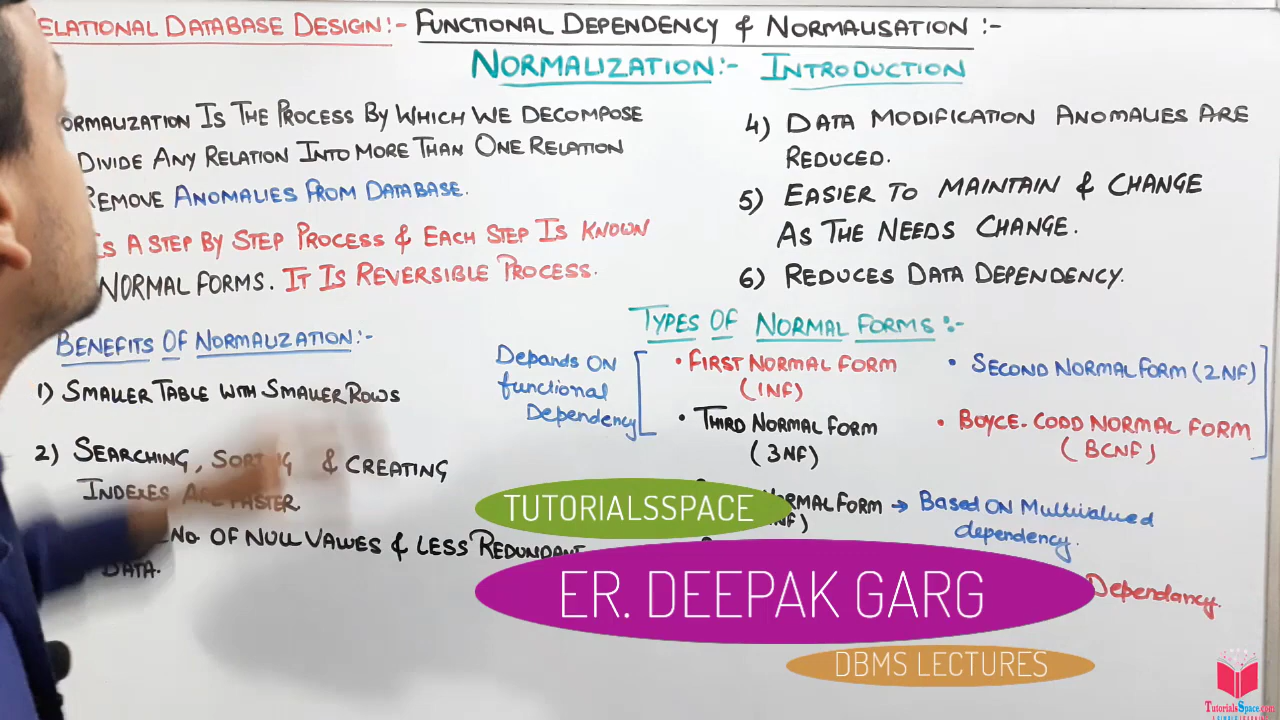 ELATIONAL DATABASE DESIGN:- FUNCTIONAL DEPENDENCY & NORMALISATION :-
NORMALIZATION:- INTRODUCTION
ORMALIZATION IS THE PROCESS BY WHICH WE DECOMPOSE
DIVIDE ANY RELATION INTO MORE THAN ONE RELATION
REMOVE ANOMALIES FROM DATABASE.
IS A STEP BY STEP PROCESS & EACH STEP IS KNOWN
NORMAL FORMS. IT IS REVERSIBLE PROCESS.
BENEFITS OF NORMALIZATION:-
1) SMALLER TABLE WITH SMALLER ROWS
2) SEARCHING, SORTING & CREATING
INDEXES ARE FASTER.
NO OF NULL VALUES & LESS REDUNDANT
DATA.
4) DATA MODIFICATION ANOMALIES ARE
REDUCED.
5) EASIER TO MAINTAIN & CHANGE
AS THE NEEDS CHANGE.
6) REDUCES DATA DEPENDENCY.
TYPES OF NORMAL FORMS:-
Depands ON
functional
Dependency
• FIRST NORMAL FORM
(1NF)
• SECOND NORMAL FORM (2NF)
• THIRD NORMAL FORM
(3NF)
• BOYCE-CODD NORMAL FORM
(BCNF)
NORMAL FORM → BASED ON Multivalued
dependency.
NF)
Dependancy.
TUTORIALSSPACE
ER. DEEPAK GARG
DBMS LECTURES
TutorialsSpace.com